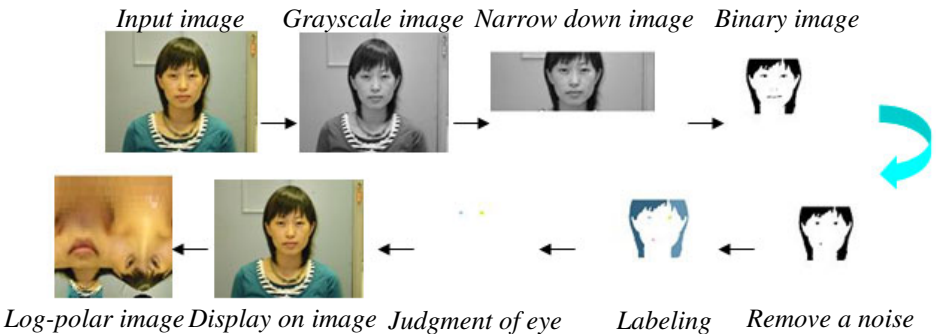 Input image
Grayscale image
Narrow down image
Binary image
Log-polar image
Display on image
Judgment of eye
Labeling
Remove a noise